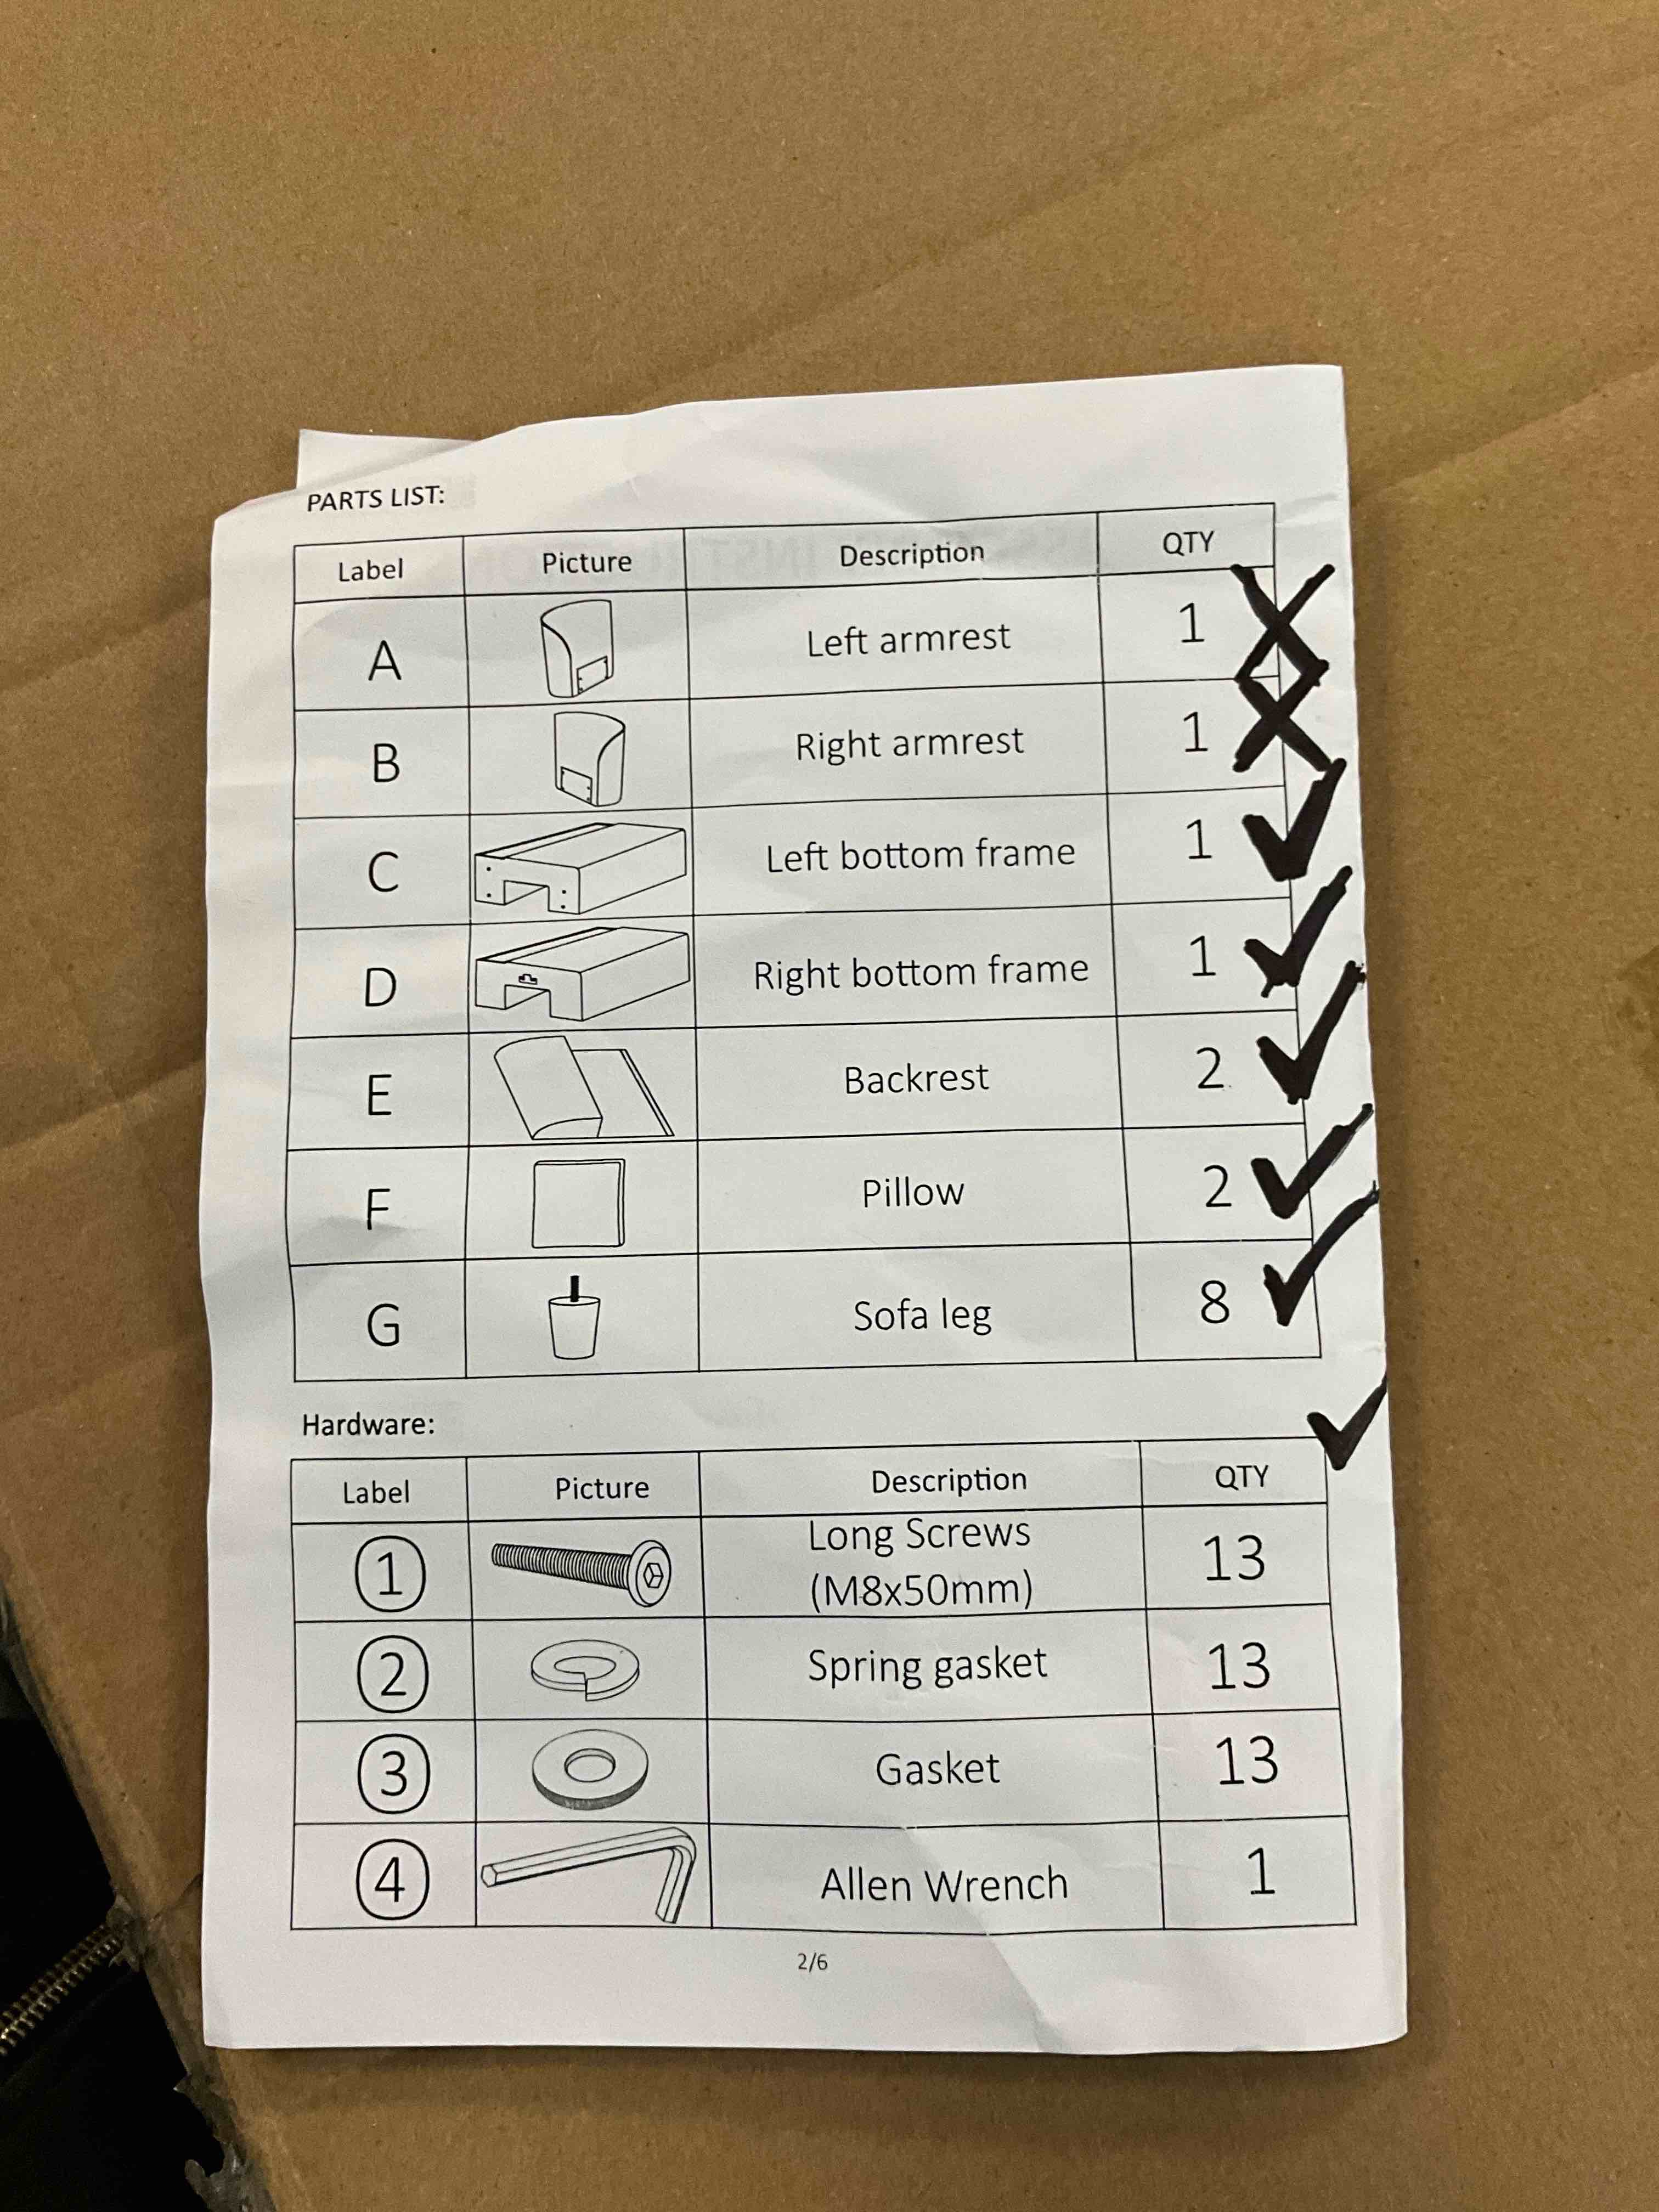 PARTS LIST:
Label Picture Description QTY
A Left armrest 1
B Right armrest 1
C Left bottom frame 1
D Right bottom frame 1
E Backrest 2
F Pillow 2
G Sofa leg 8
Hardware:
Label Picture Description QTY
1 Long Screws
(M8x50mm) 13
2 Spring gasket 13
3 Gasket 13
4 Allen Wrench 1
2/6